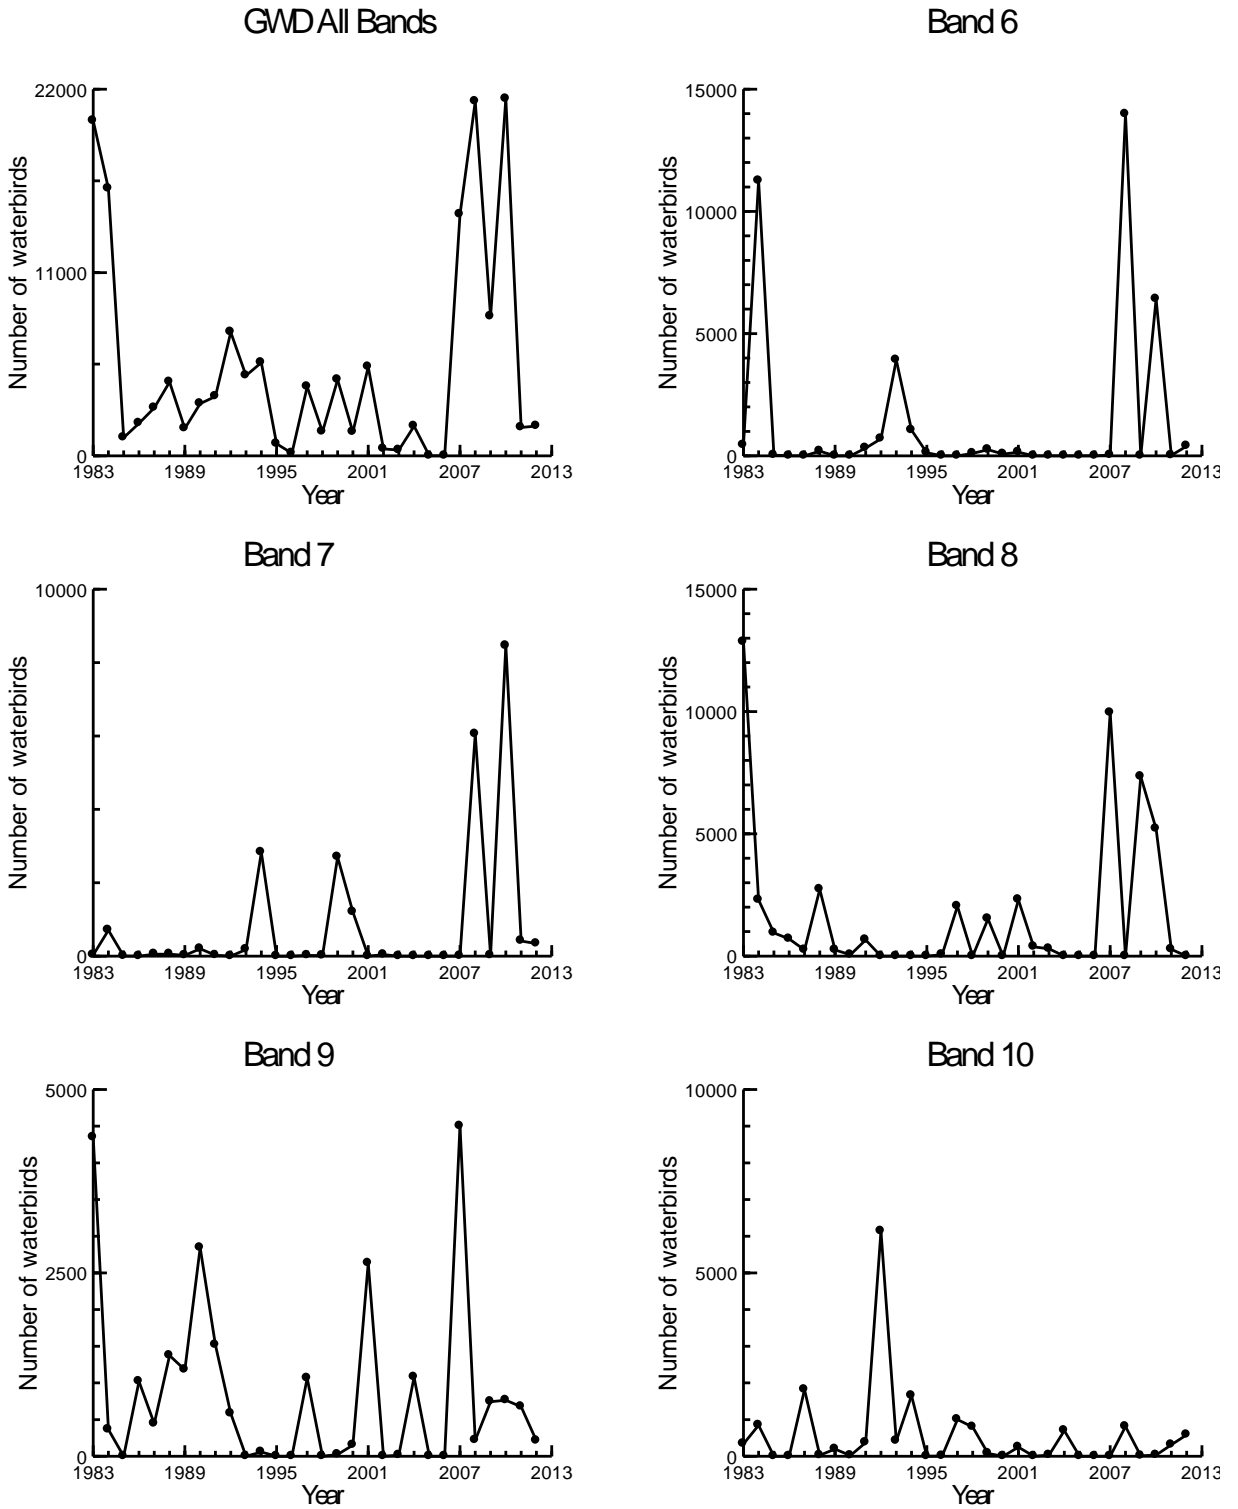 GWD All Bands
Number of waterbirds
22000
11000
0
1983 1989 1995 2001 2007 2013
Year
Band 6
Number of waterbirds
15000
10000
5000
0
1983 1989 1995 2001 2007 2013
Year
Band 7
Number of waterbirds
10000
0
1983 1989 1995 2001 2007 2013
Year
Band 8
Number of waterbirds
15000
10000
5000
0
1983 1989 1995 2001 2007 2013
Year
Band 9
Number of waterbirds
5000
2500
0
1983 1989 1995 2001 2007 2013
Year
Band 10
Number of waterbirds
10000
5000
0
1983 1989 1995 2001 2007 2013
Year